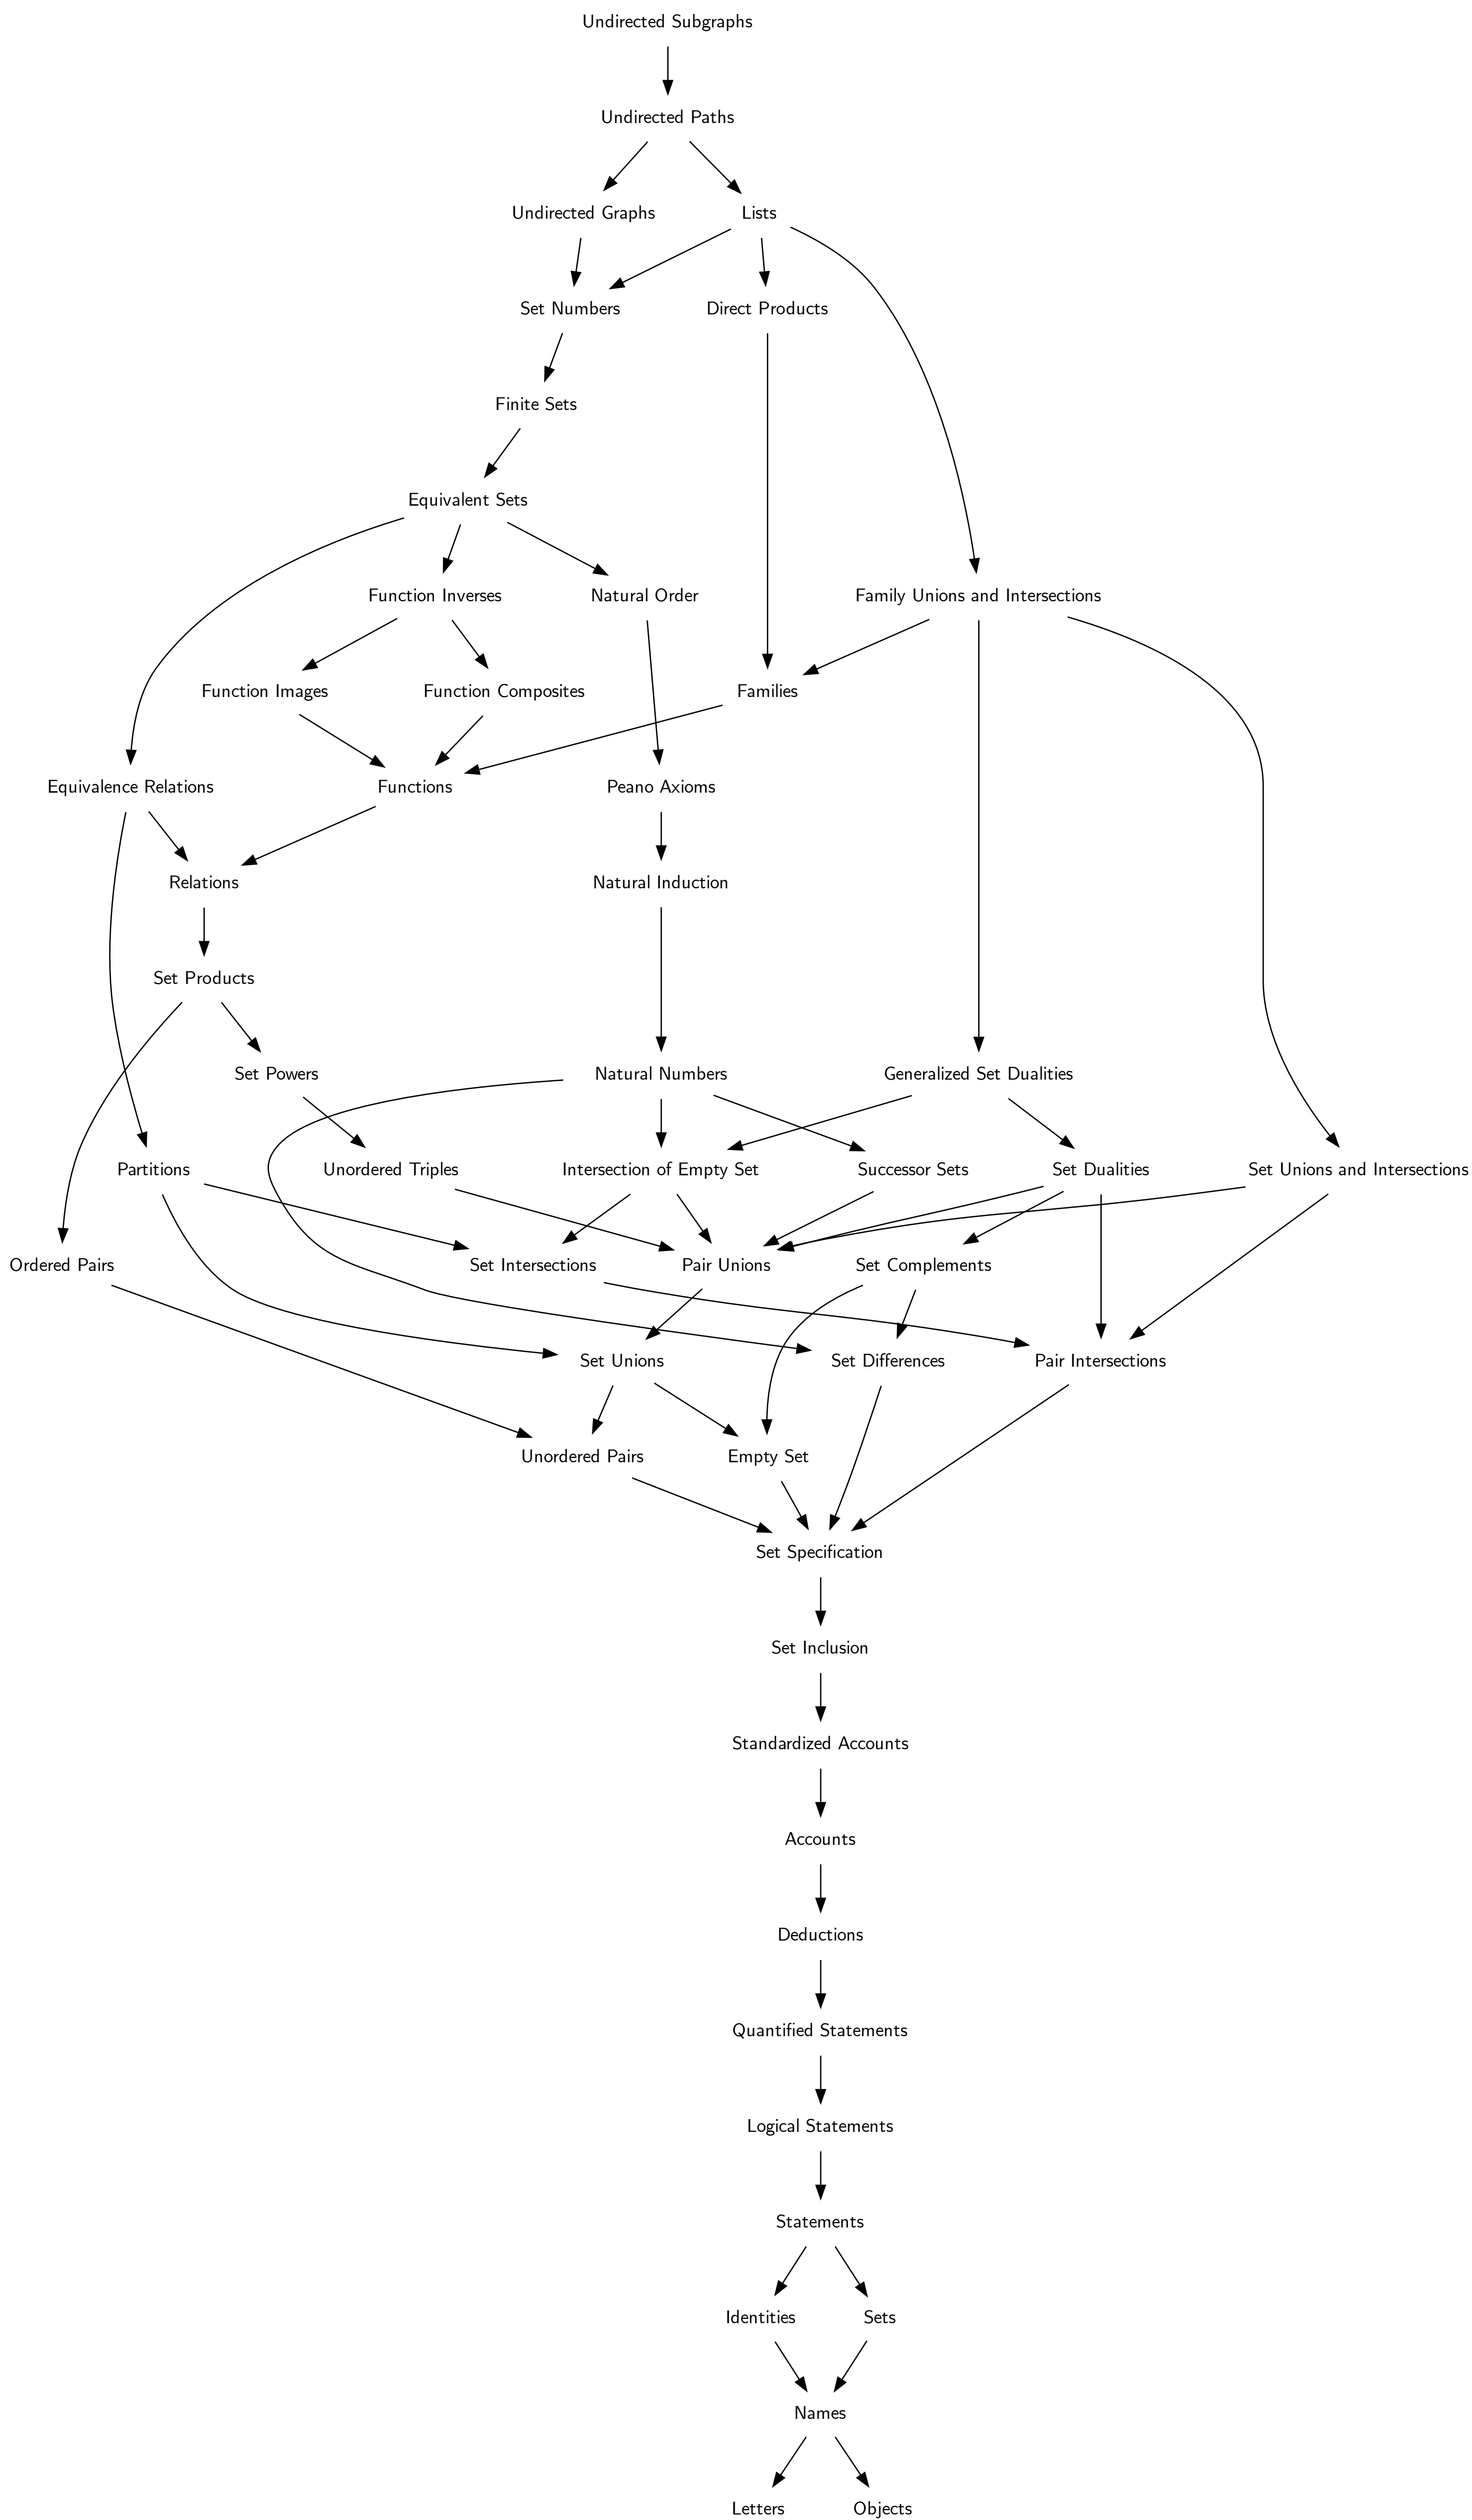 Undirected Subgraphs
Undirected Paths
Undirected Graphs
Lists
Set Numbers
Direct Products
Finite Sets
Equivalent Sets
Function Inverses
Natural Order
Family Unions and Intersections
Function Images
Function Composites
Families
Equivalence Relations
Functions
Peano Axioms
Relations
Natural Induction
Set Products
Set Powers
Natural Numbers
Generalized Set Dualities
Partitions
Unordered Triples
Intersection of Empty Set
Successor Sets
Set Dualities
Set Unions and Intersections
Ordered Pairs
Set Intersections
Pair Unions
Set Complements
Set Unions
Set Differences
Pair Intersections
Unordered Pairs
Empty Set
Set Specification
Set Inclusion
Standardized Accounts
Accounts
Deductions
Quantified Statements
Logical Statements
Statements
Identities
Sets
Names
Letters
Objects